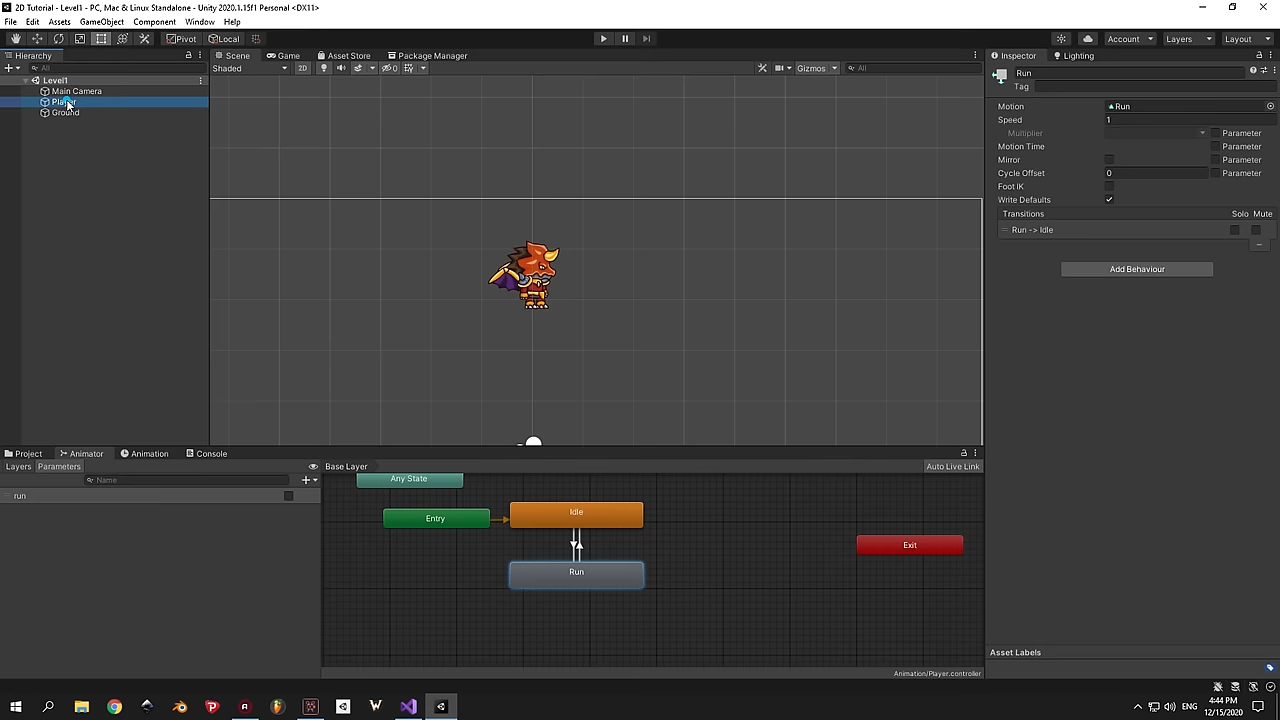 2D Tutorial - Level1 - PC, Mac & Linux Standalone - Unity 2020.1.15f1 Personal <DX11>
File Edit Assets GameObject Component Window Help
Pivot Local Account Layers Layout
Hierarchy
All
Level1
Main Camera
Player
Ground
Scene Game Asset Store Package Manager
Shaded 2D 0 Gizmos All
Inspector Lighting
Run
Tag
Motion Run
Speed 1
Multiplier Parameter
Motion Time Parameter
Mirror Parameter
Cycle Offset 0 Parameter
Foot IK
Write Defaults
Transitions Solo Mute
Run -> Idle
Add Behaviour
Asset Labels
Project Animator Animation Console
Layers Parameters Base Layer Auto Live Link
Name
run
Any State
Entry
Idle
Run
Exit
Animation/Player.controller
4:44 PM
12/15/2020